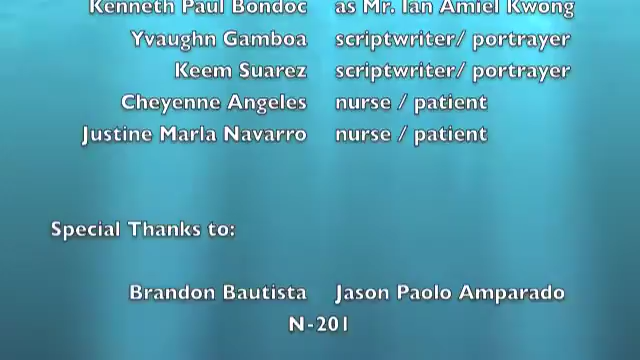 Kenneth Paul Bondoc as Mr. Ian Amiel Kwong
Yvaughn Gamboa scriptwriter/ portrayer
Keem Suarez scriptwriter/ portrayer
Cheyenne Angeles nurse / patient
Justine Marla Navarro nurse / patient
Special Thanks to:
Brandon Bautista Jason Paolo Amparado
N-201